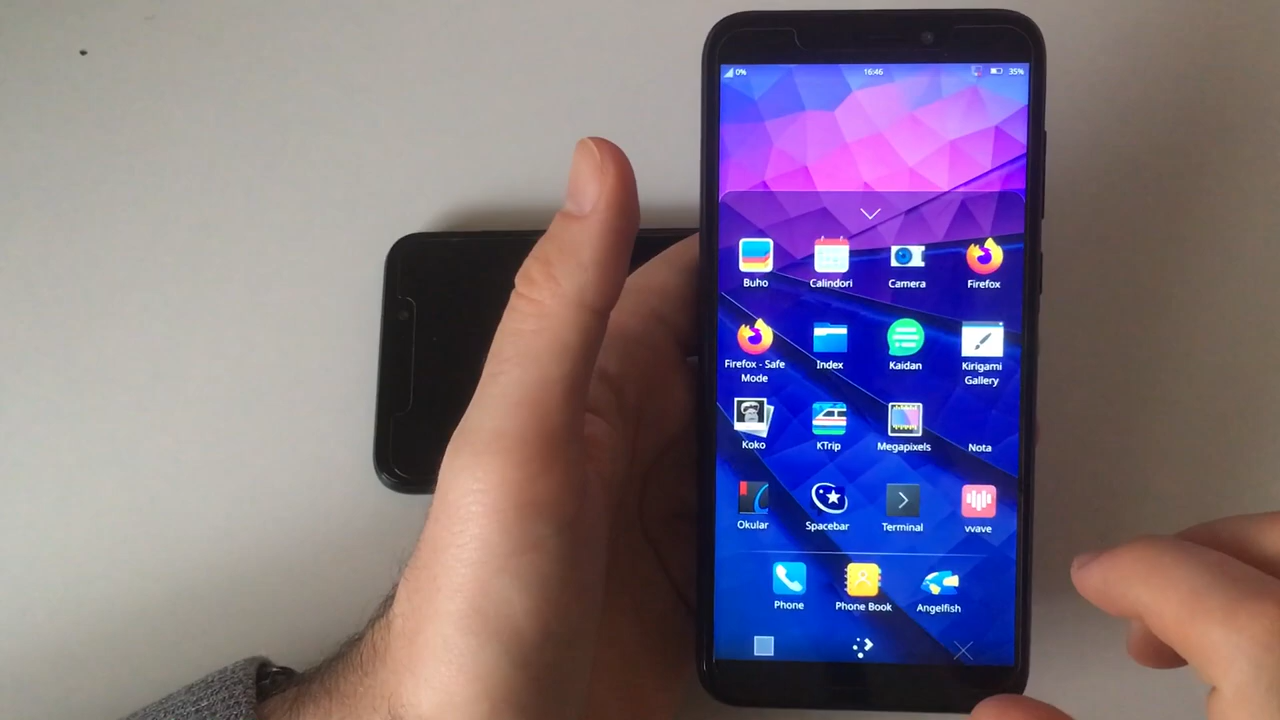 0% 16:46 35%
Buho Calindori Camera Firefox
Firefox - Safe Mode Index Kaidan Kirigami Gallery
Koko KTrip Megapixels Nota
Okular Spacebar Terminal vvave
Phone Phone Book Angelfish